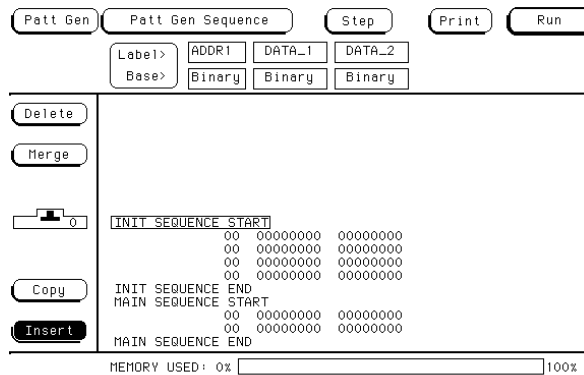 Patt Gen Patt Gen Sequence Step Print Run
Label> ADDR1 DATA_1 DATA_2
Base> Binary Binary Binary
Delete
Merge
0
INIT SEQUENCE START
00 00000000 00000000
00 00000000 00000000
00 00000000 00000000
00 00000000 00000000
Copy INIT SEQUENCE END
MAIN SEQUENCE START
00 00000000 00000000
Insert 00 00000000 00000000
MAIN SEQUENCE END
MEMORY USED: 0% 100%